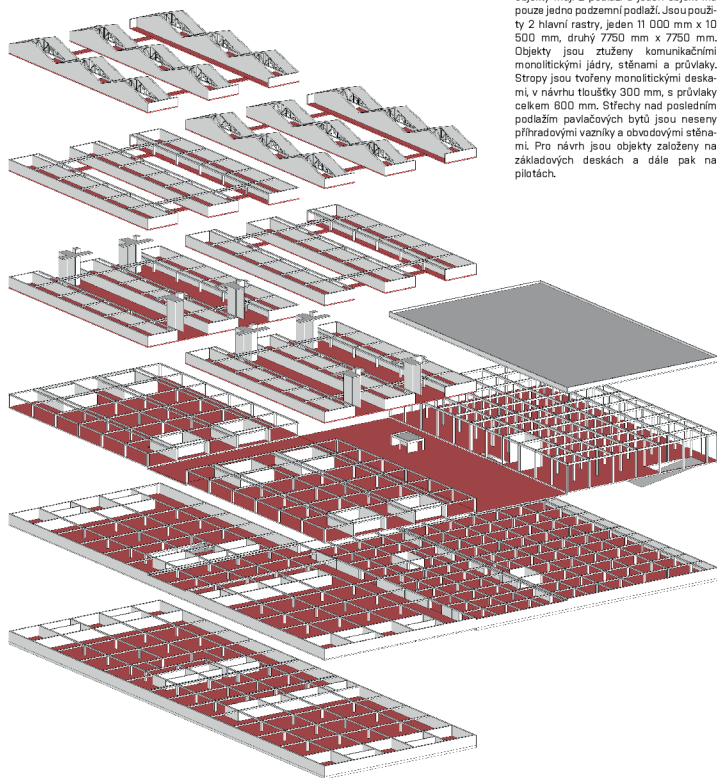 pouze jedno podzemní podlaží. Jsou použi-
ty 2 hlavní rastry, jeden 11 000 mm x 10
500 mm, druhý 7750 mm x 7750 mm.
Objekty jsou ztuženy komunikačními
monolitickými jádry, stěnami a průvlaky.
Stropy jsou tvořeny monolitickými deska-
mi, v návrhu tloušťky 300 mm, s průvlaky
celkem 600 mm. Střechy nad posledním
podlažím pavlačových bytů jsou neseny
příhradovými vazníky a obvodovými stěna-
mi. Pro návrh jsou objekty založeny na
základových deskách a dále pak na
pilotách.